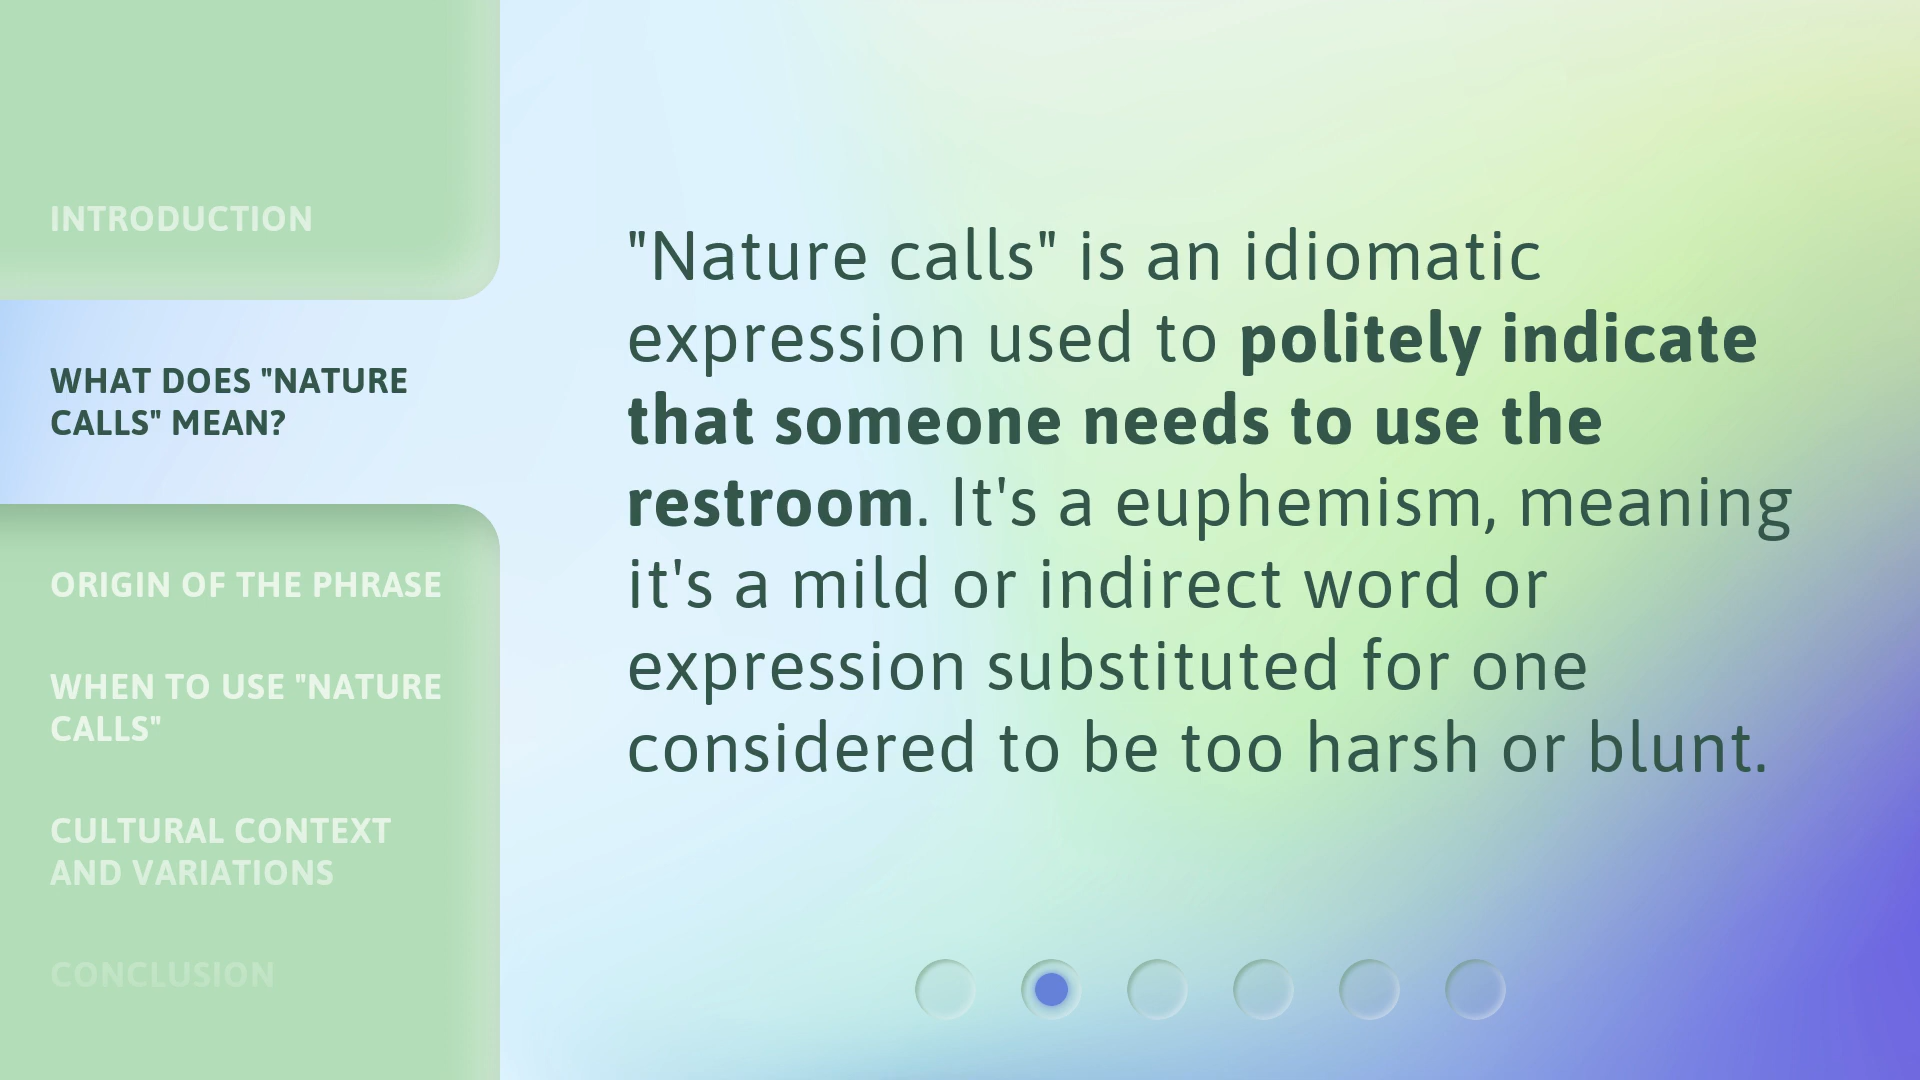 INTRODUCTION
WHAT DOES "NATURE
CALLS" MEAN?
ORIGIN OF THE PHRASE
WHEN TO USE "NATURE
CALLS"
CULTURAL CONTEXT
AND VARIATIONS
CONCLUSION
"Nature calls" is an idiomatic
expression used to politely indicate
that someone needs to use the
restroom. It's a euphemism, meaning
it's a mild or indirect word or
expression substituted for one
considered to be too harsh or blunt.